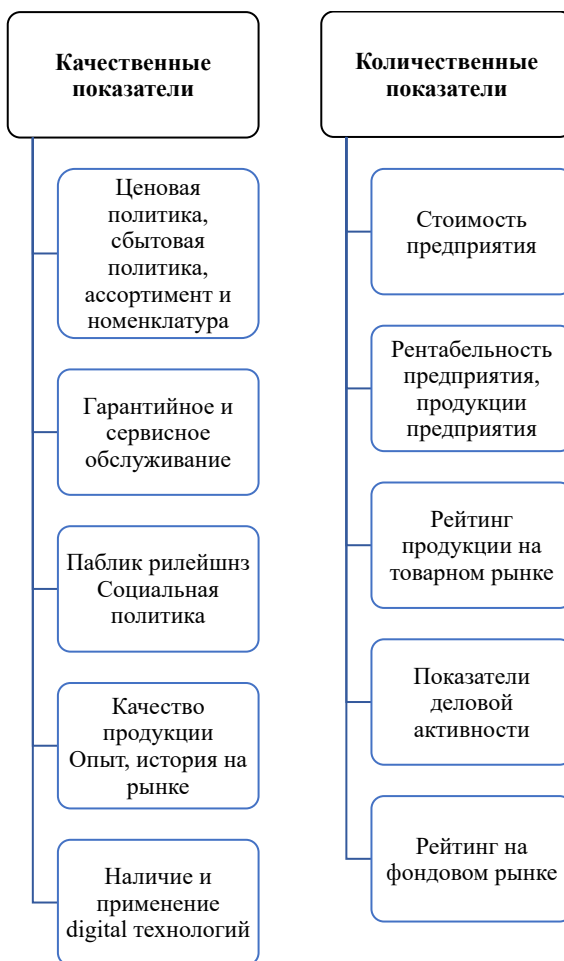 Качественные
показатели
Ценовая
политика,
сбытовая
политика,
ассортимент и
номенклатура
Гарантийное и
сервисное
обслуживание
Паблик рилейшнз
Социальная
политика
Качество
продукции
Опыт, история на
рынке
Наличие и
применение
digital технологий
Количественные
показатели
Стоимость
предприятия
Рентабельность
предприятия,
продукции
предприятия
Рейтинг
продукции на
товарном рынке
Показатели
деловой
активности
Рейтинг на
фондовом рынке